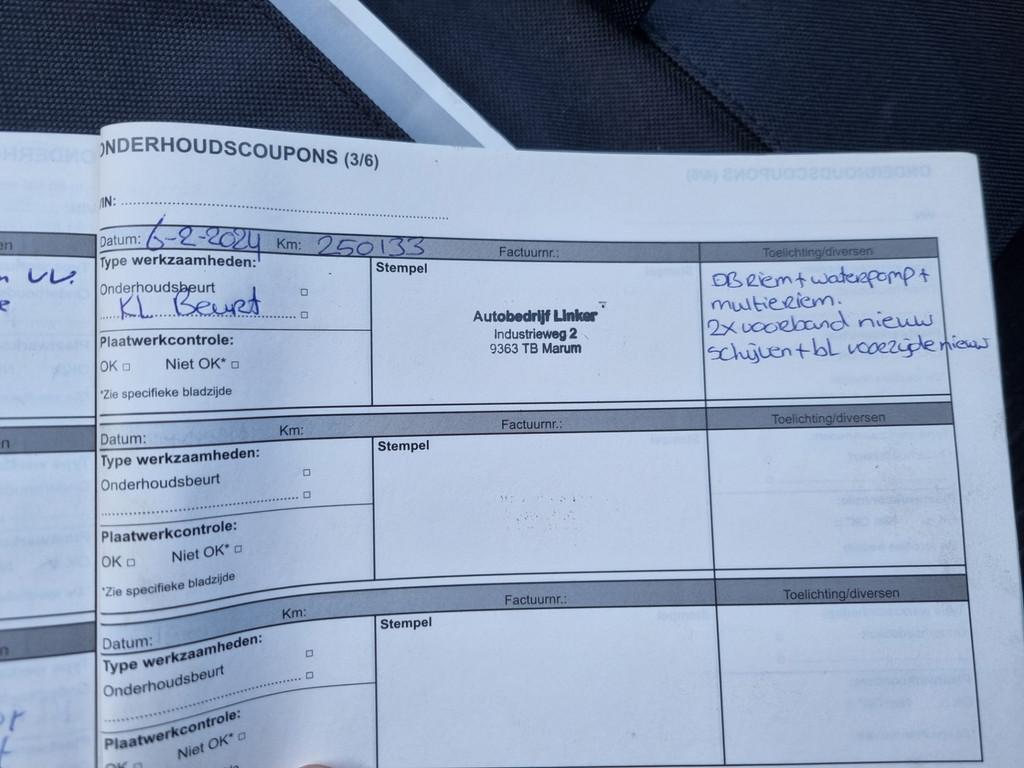 ONDERHOUDSCOUPONS (3/6)
VIN:
Datum: 6-2-2024 Km: 250133 Factuurnr.: Toelichting/diversen
Type werkzaamheden:
Onderhoudsbeurt
KL Beurt
Plaatwerkcontrole:
OK Niet OK*
*Zie specifieke bladzijde
Stempel
Autobedrijf Linker
Industrieweg 2
9363 TB Marum
DBRiem + waterpomp +
multieriem.
2x voorband nieuw
Schijven + bL voorzijde nieuw
Datum: Km: Factuurnr.: Toelichting/diversen
Type werkzaamheden:
Onderhoudsbeurt
Plaatwerkcontrole:
OK Niet OK*
*Zie specifieke bladzijde
Stempel
Datum: Km: Factuurnr.: Toelichting/diversen
Type werkzaamheden:
Onderhoudsbeurt
Plaatwerkcontrole:
OK Niet OK*
Stempel